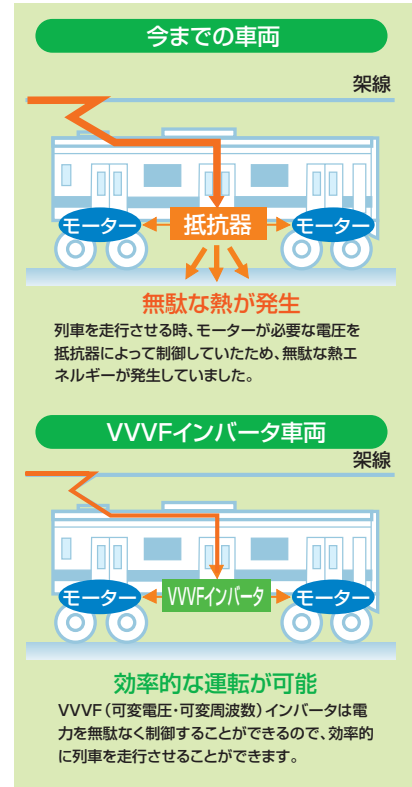 今までの車両
架線
モーター 抵抗器 モーター
無駄な熱が発生
列車を走行させる時、モーターが必要な電圧を
抵抗器によって制御していたため、無駄な熱エ
ネルギーが発生していました。
VVVFインバータ車両
架線
モーター VVVFインバータ モーター
効率的な運転が可能
VVVF（可変電圧・可変周波数）インバータは電
力を無駄なく制御することができるので、効率的
に列車を走行させることができます。